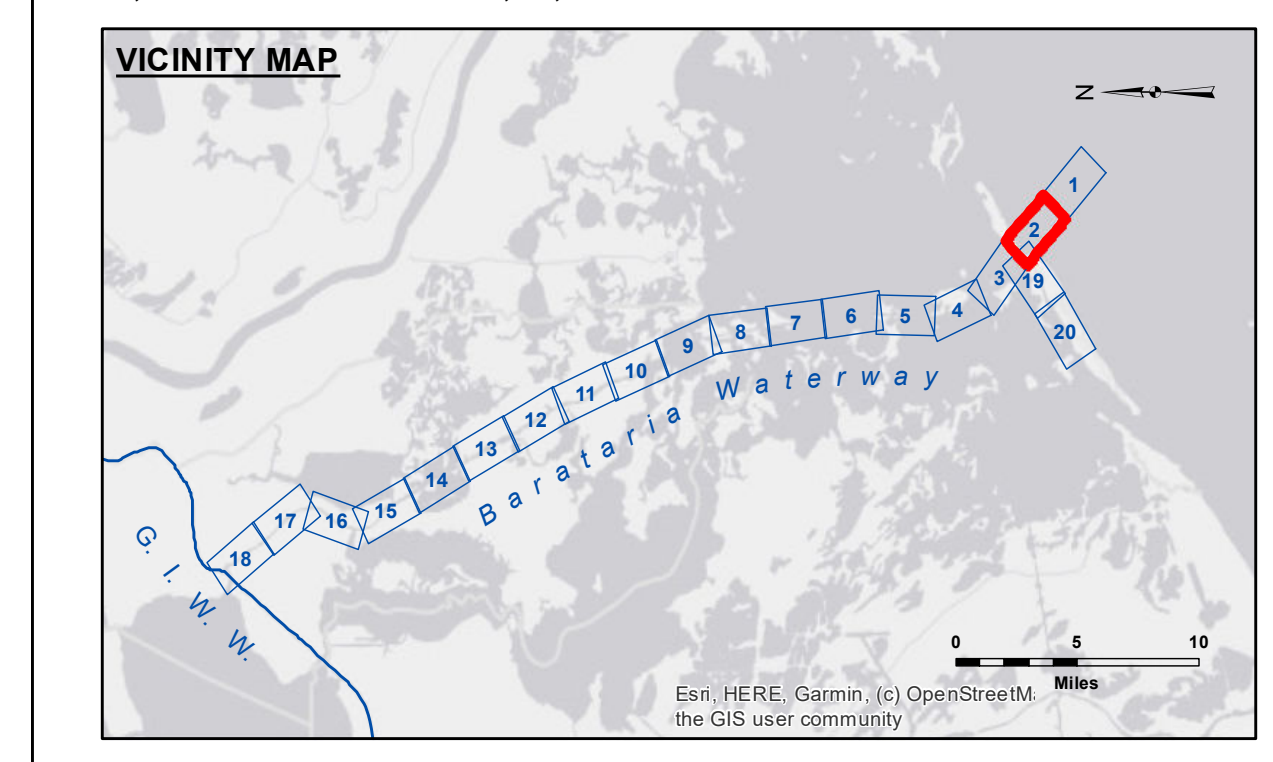 VICINITY MAP
N
1
2
3
19
4
20
5
6
7
8
9
10
11
12
13
14
15
16
17
18
Barataria Waterway
G. I. W. W.
0 5 10
Miles
Esri, HERE, Garmin, (c) OpenStreetM
the GIS user community